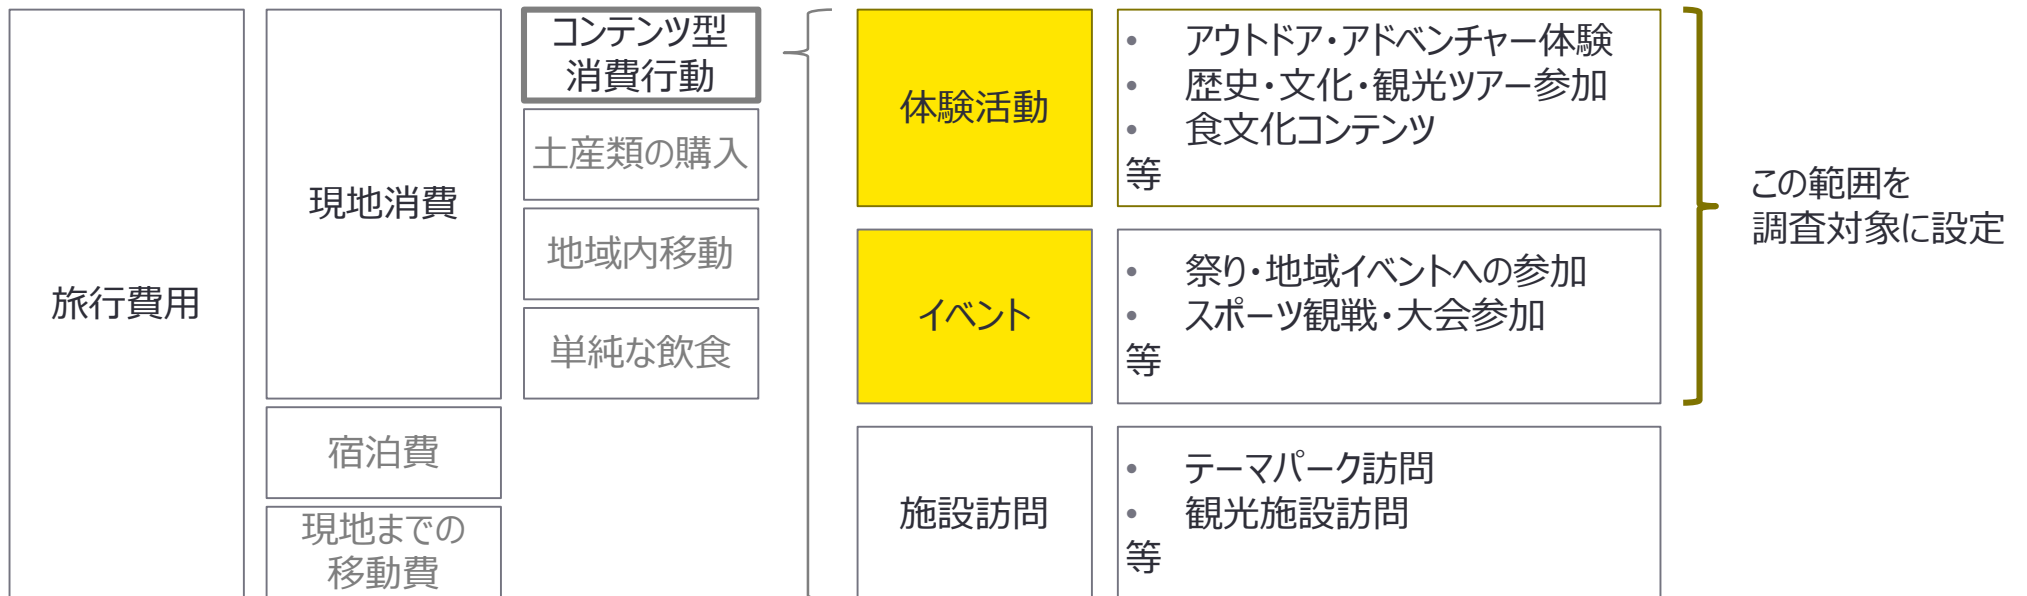 旅行費用
現地消費
宿泊費
現地までの
移動費
コンテンツ型
消費行動
土産類の購入
地域内移動
単純な飲食
体験活動
• アウトドア・アドベンチャー体験
• 歴史・文化・観光ツアー参加
• 食文化コンテンツ
等
イベント
• 祭り・地域イベントへの参加
• スポーツ観戦・大会参加
等
施設訪問
• テーマパーク訪問
• 観光施設訪問
等
この範囲を
調査対象に設定